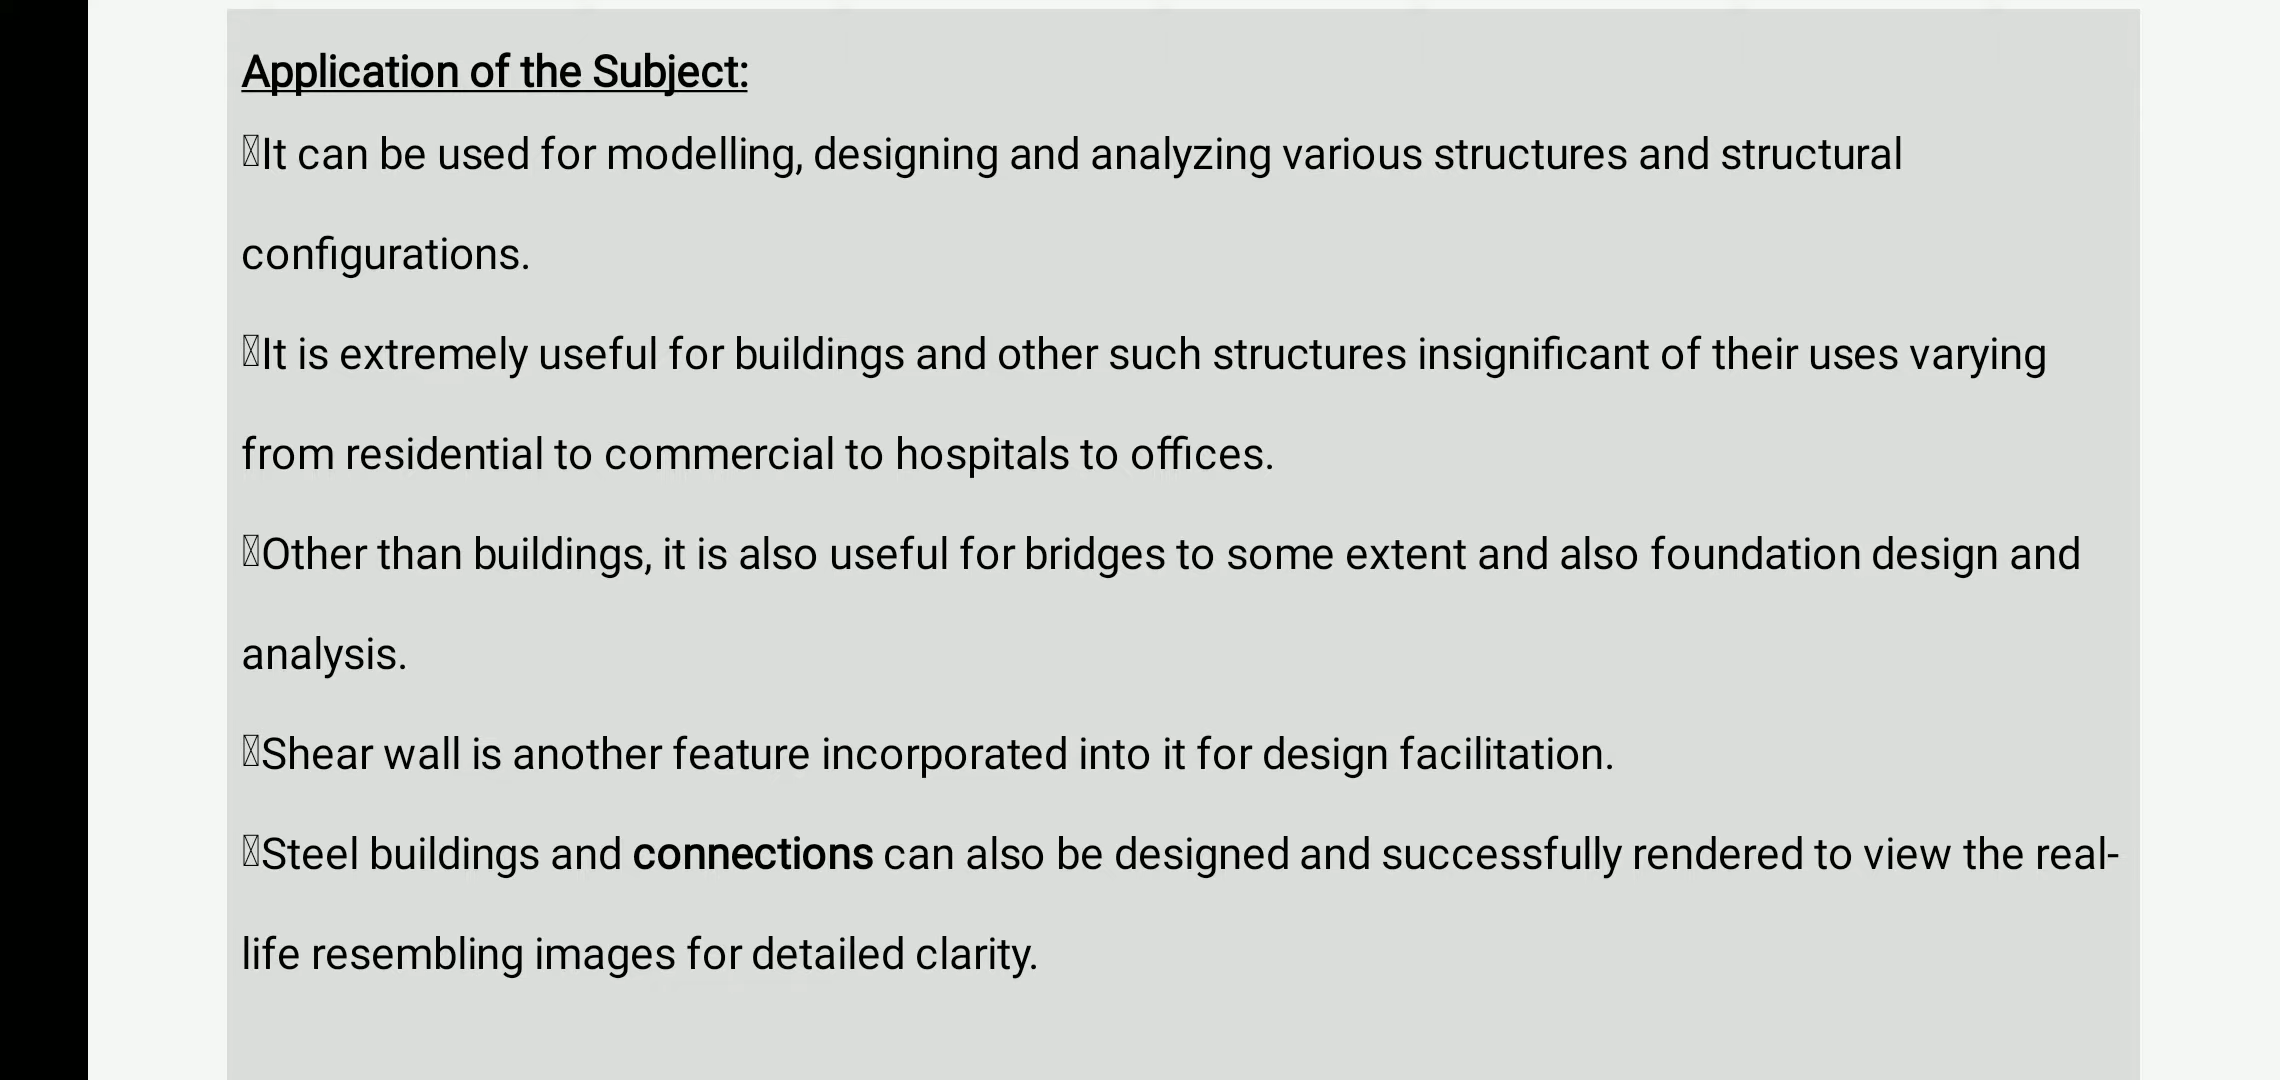 Application of the Subject:
It can be used for modelling, designing and analyzing various structures and structural
configurations.
It is extremely useful for buildings and other such structures insignificant of their uses varying
from residential to commercial to hospitals to offices.
Other than buildings, it is also useful for bridges to some extent and also foundation design and
analysis.
Shear wall is another feature incorporated into it for design facilitation.
Steel buildings and connections can also be designed and successfully rendered to view the real-
life resembling images for detailed clarity.